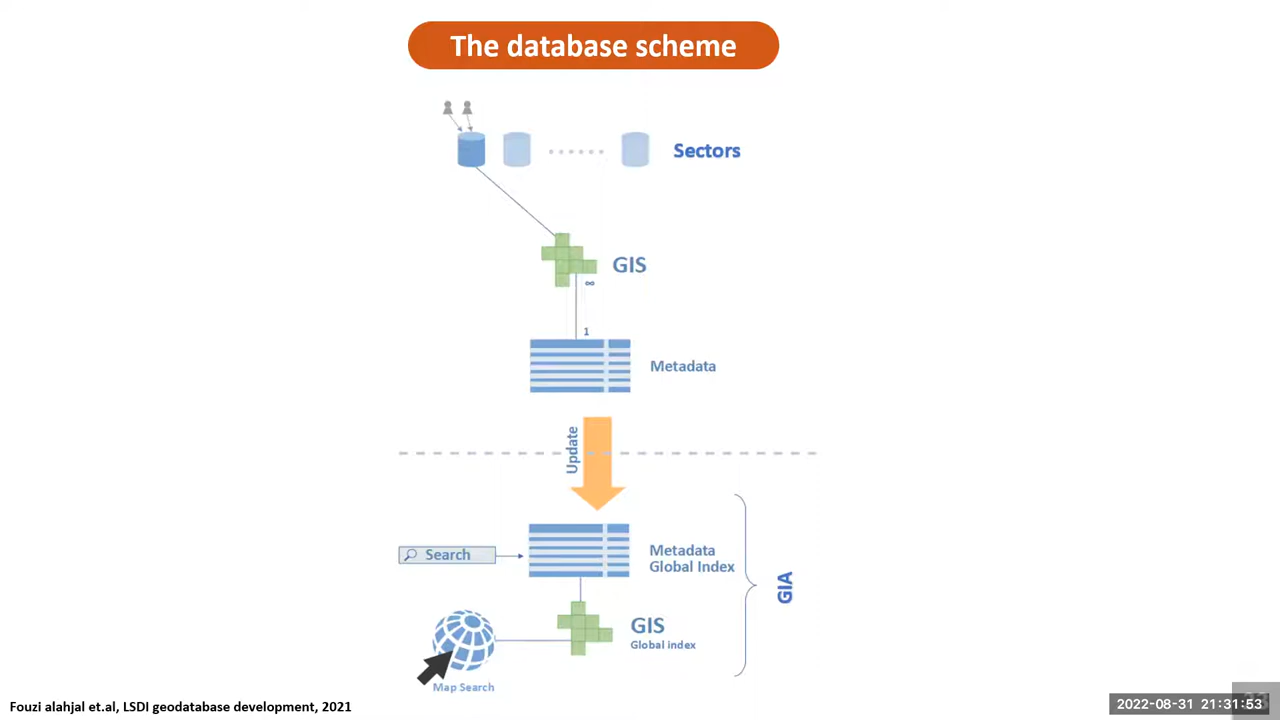 The database scheme
Sectors
GIS
∞
1
Metadata
Update
Search
Metadata
Global Index
GIA
GIS
Global index
Map Search
Fouzi alahjal et.al, LSDI geodatabase development, 2021
2022-08-31 21:31:53